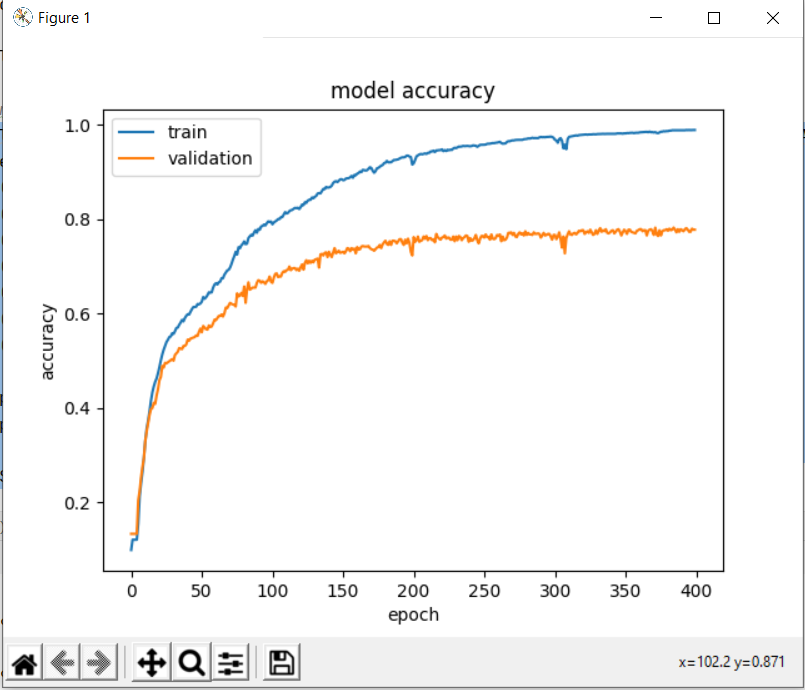 Figure 1
model accuracy
train
validation
1.0
0.8
0.6
0.4
0.2
accuracy
0 50 100 150 200 250 300 350 400
epoch
x=102.2 y=0.871